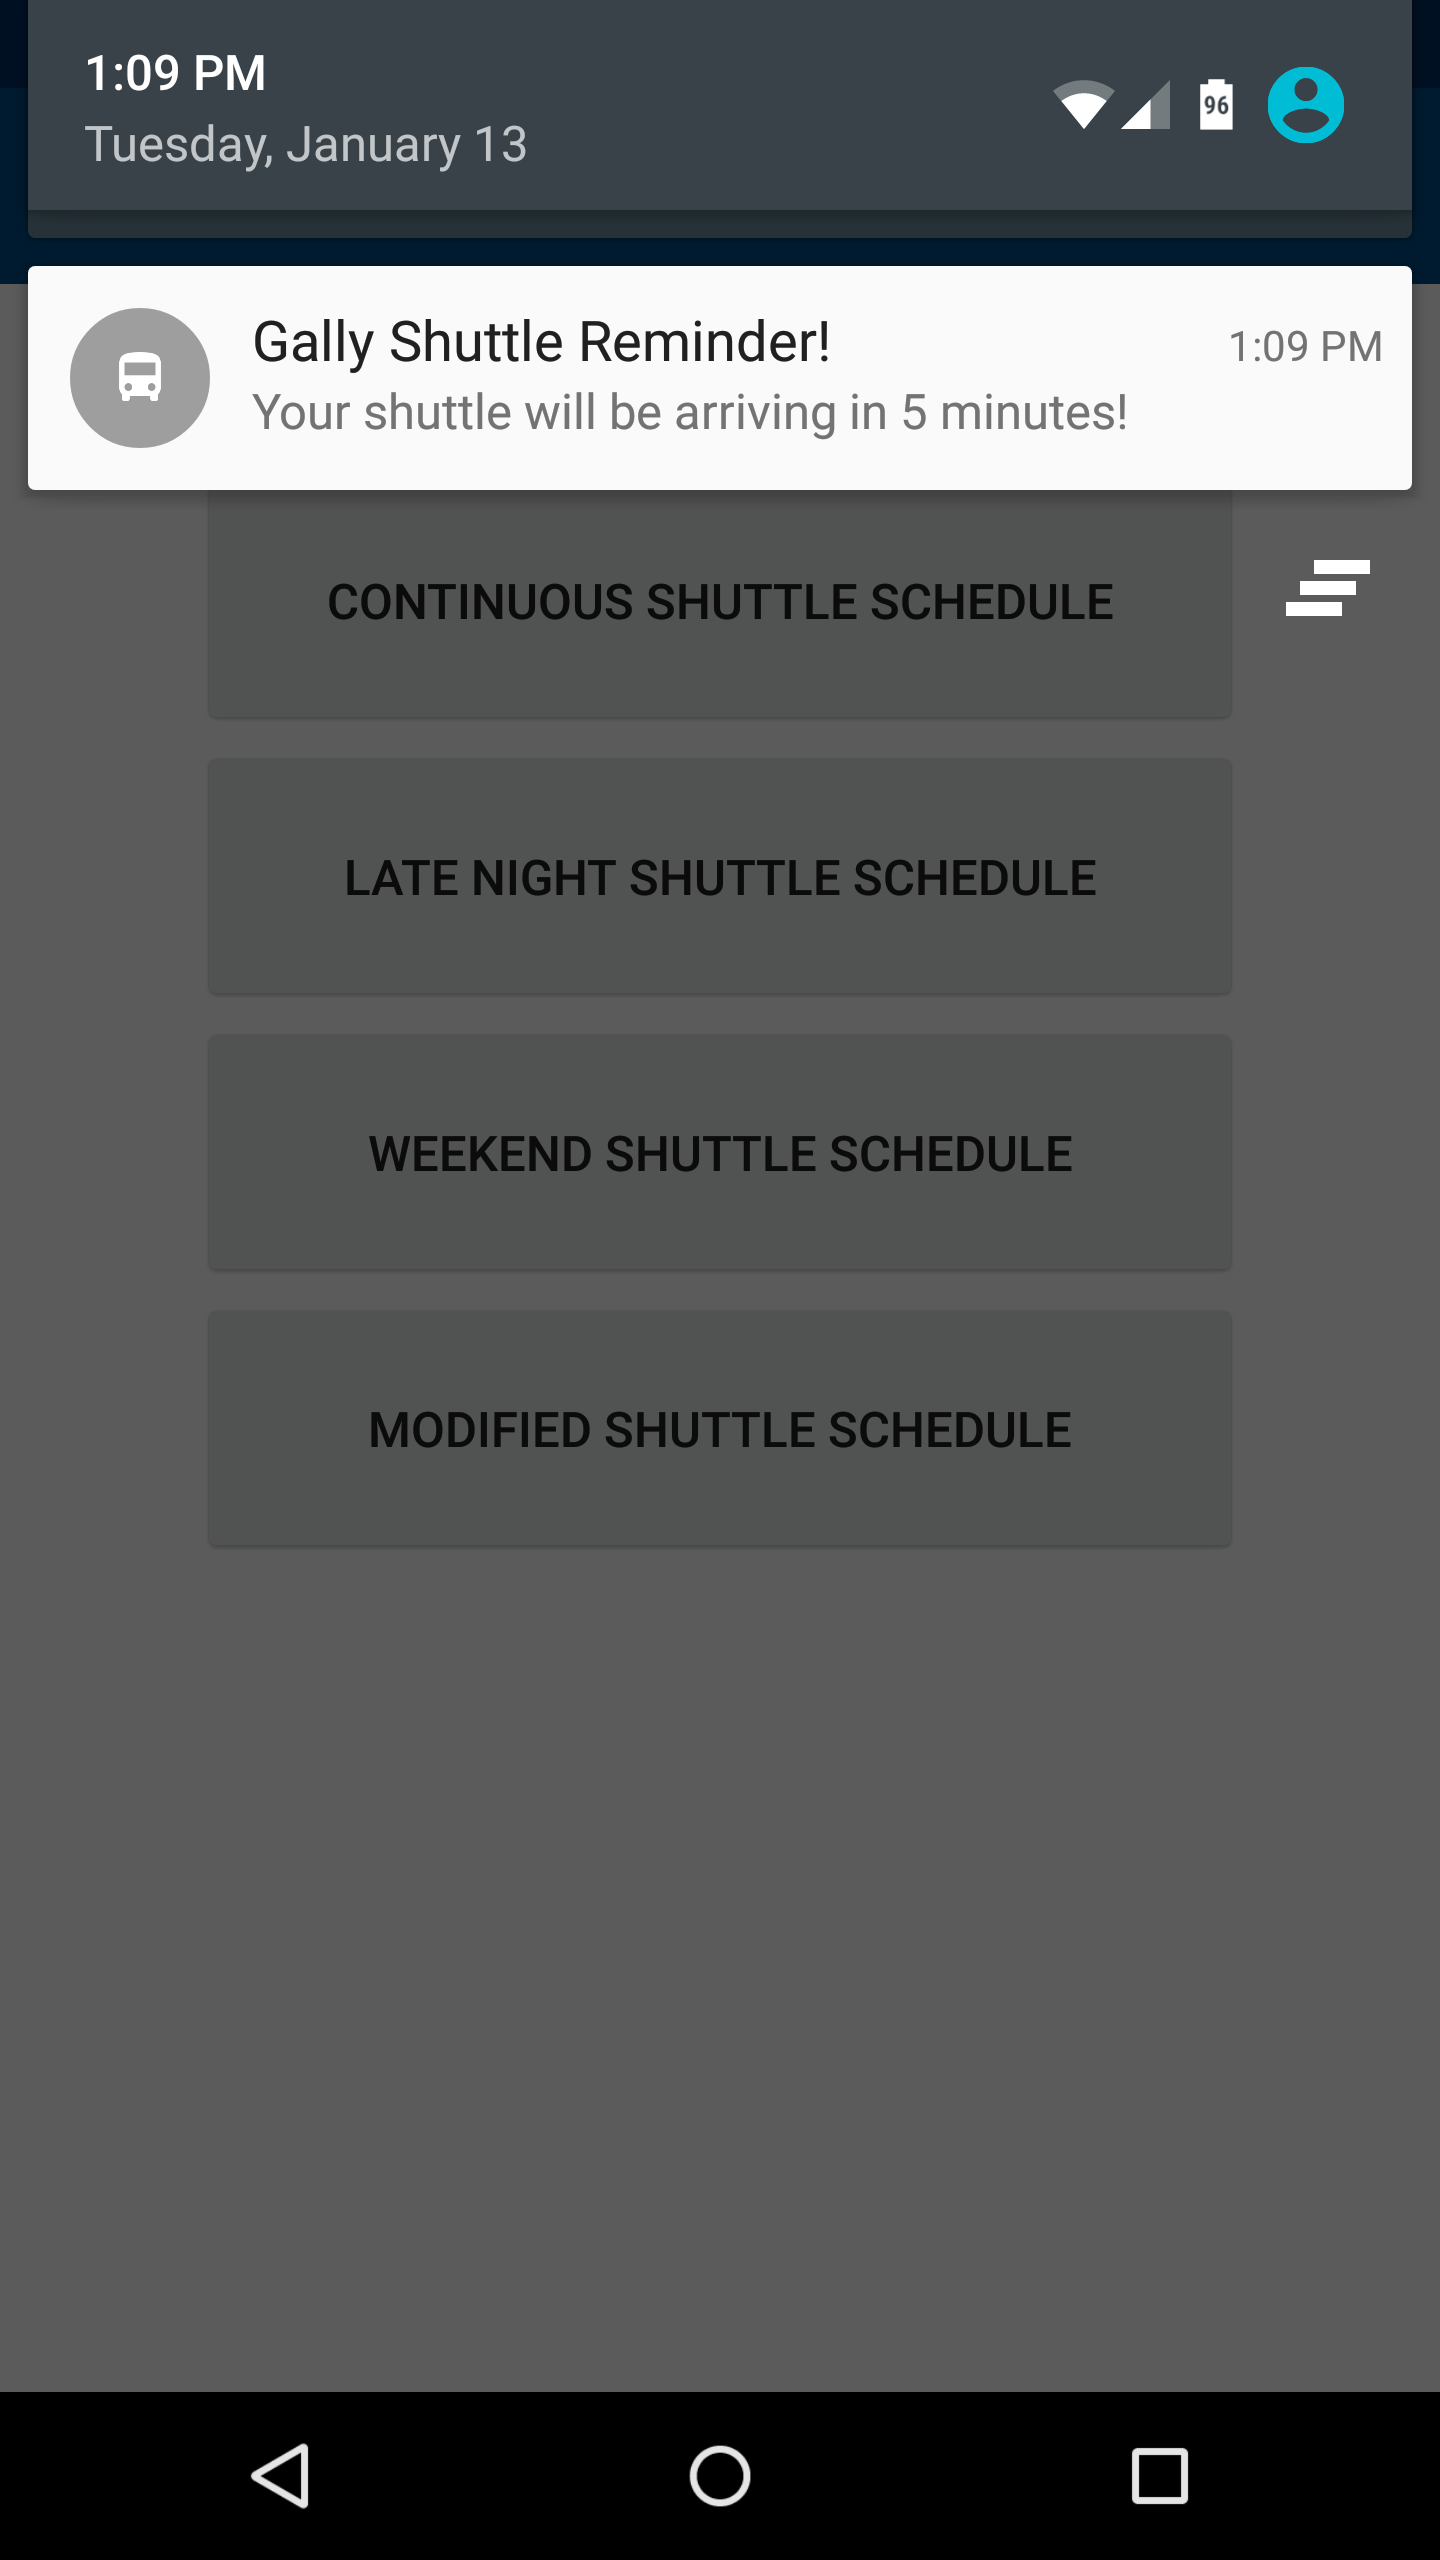 1:09 PM
Tuesday, January 13
96
Gally Shuttle Reminder!
1:09 PM
Your shuttle will be arriving in 5 minutes!
CONTINUOUS SHUTTLE SCHEDULE
LATE NIGHT SHUTTLE SCHEDULE
WEEKEND SHUTTLE SCHEDULE
MODIFIED SHUTTLE SCHEDULE